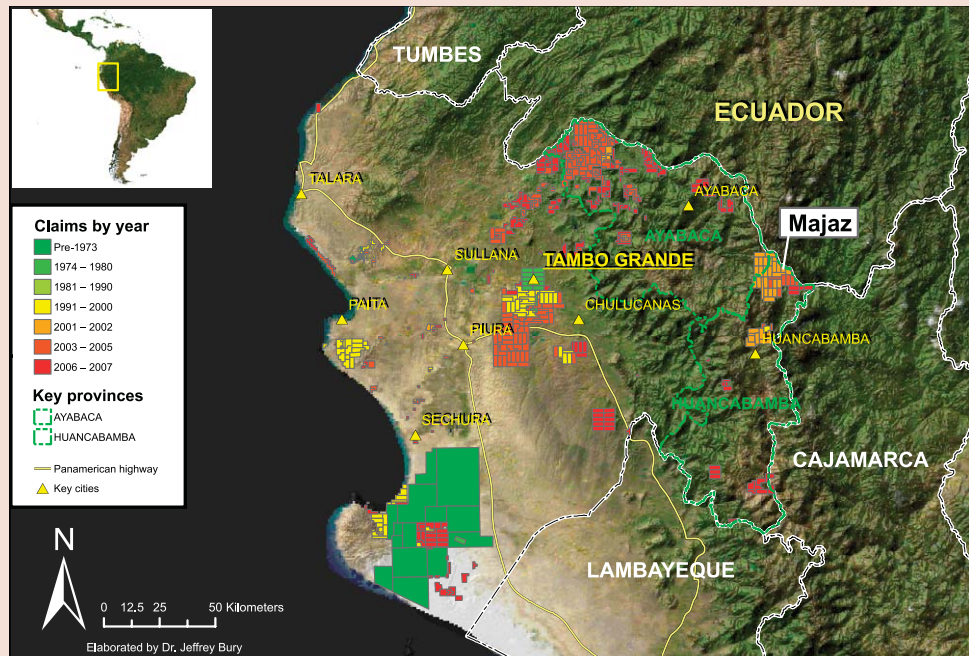 TUMBES
ECUADOR
TALARA
AYABACA
Majaz
AYABACA
SULLANA
TAMBO GRANDE
PAITA
CHULUCANAS
PIURA
HUANCABAMBA
HUANCABAMBA
SECHURA
CAJAMARCA
LAMBAYEQUE
Claims by year
Pre-1973
1974 – 1980
1981 – 1990
1991 – 2000
2001 – 2002
2003 – 2005
2006 – 2007
Key provinces
AYABACA
HUANCABAMBA
Panamerican highway
Key cities
N
0 12,5 25 50 Kilometers
Elaborated by Dr. Jeffrey Bury